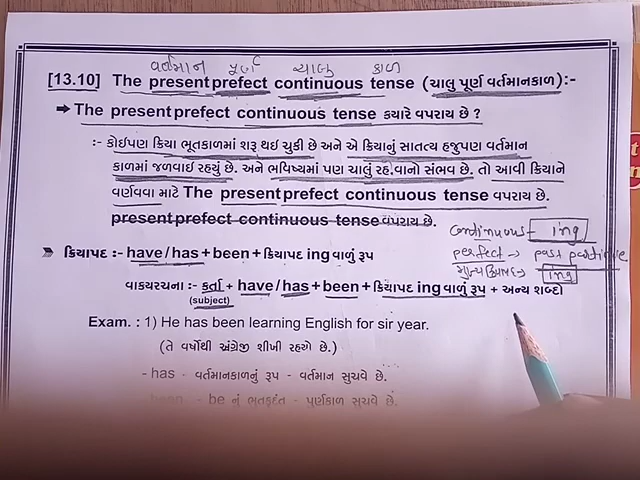 વર્તમાન પૂર્ણ ચાલુ કાળ
[13.10] The present prefect continuous tense (ચાલુ પૂર્ણ વર્તમાનકાળ):-
➜ The present prefect continuous tense ક્યારે વપરાય છે ?
:- કોઈપણ ક્રિયા ભૂતકાળમાં શરૂ થઈ ચુકી છે અને એ ક્રિયાનું સાતત્ય હજુપણ વર્તમાન
કાળમાં જળવાઈ રહ્યું છે. અને ભવિષ્યમાં પણ ચાલું રહે.વાનો સંભવ છે. તો આવી ક્રિયાને
વર્ણવવા માટે The present prefect continuous tense વપરાય છે.
present prefect continuous tense વપરાય છે.
continuous - ing
perfect → past participle
➤ ક્રિયાપદ :- have / has + been + ક્રિયાપદ ing વાળું રૂપ
મુખ્ય ક્રિયાપદ → ing
વાક્યરચના :- કર્તા + have / has + been + ક્રિયાપદ ing વાળું રૂપ + અન્ય શબ્દો
(subject)
Exam. : 1) He has been learning English for sir year.
(તે વર્ષોથી અંગ્રેજી શીખી રહ્યો છે.)
- has - વર્તમાનકાળનું રૂપ - વર્તમાન સુચવે છે.
been - be નું ભુતકૃદંત - પુર્ણકાળ સુચવે છે.